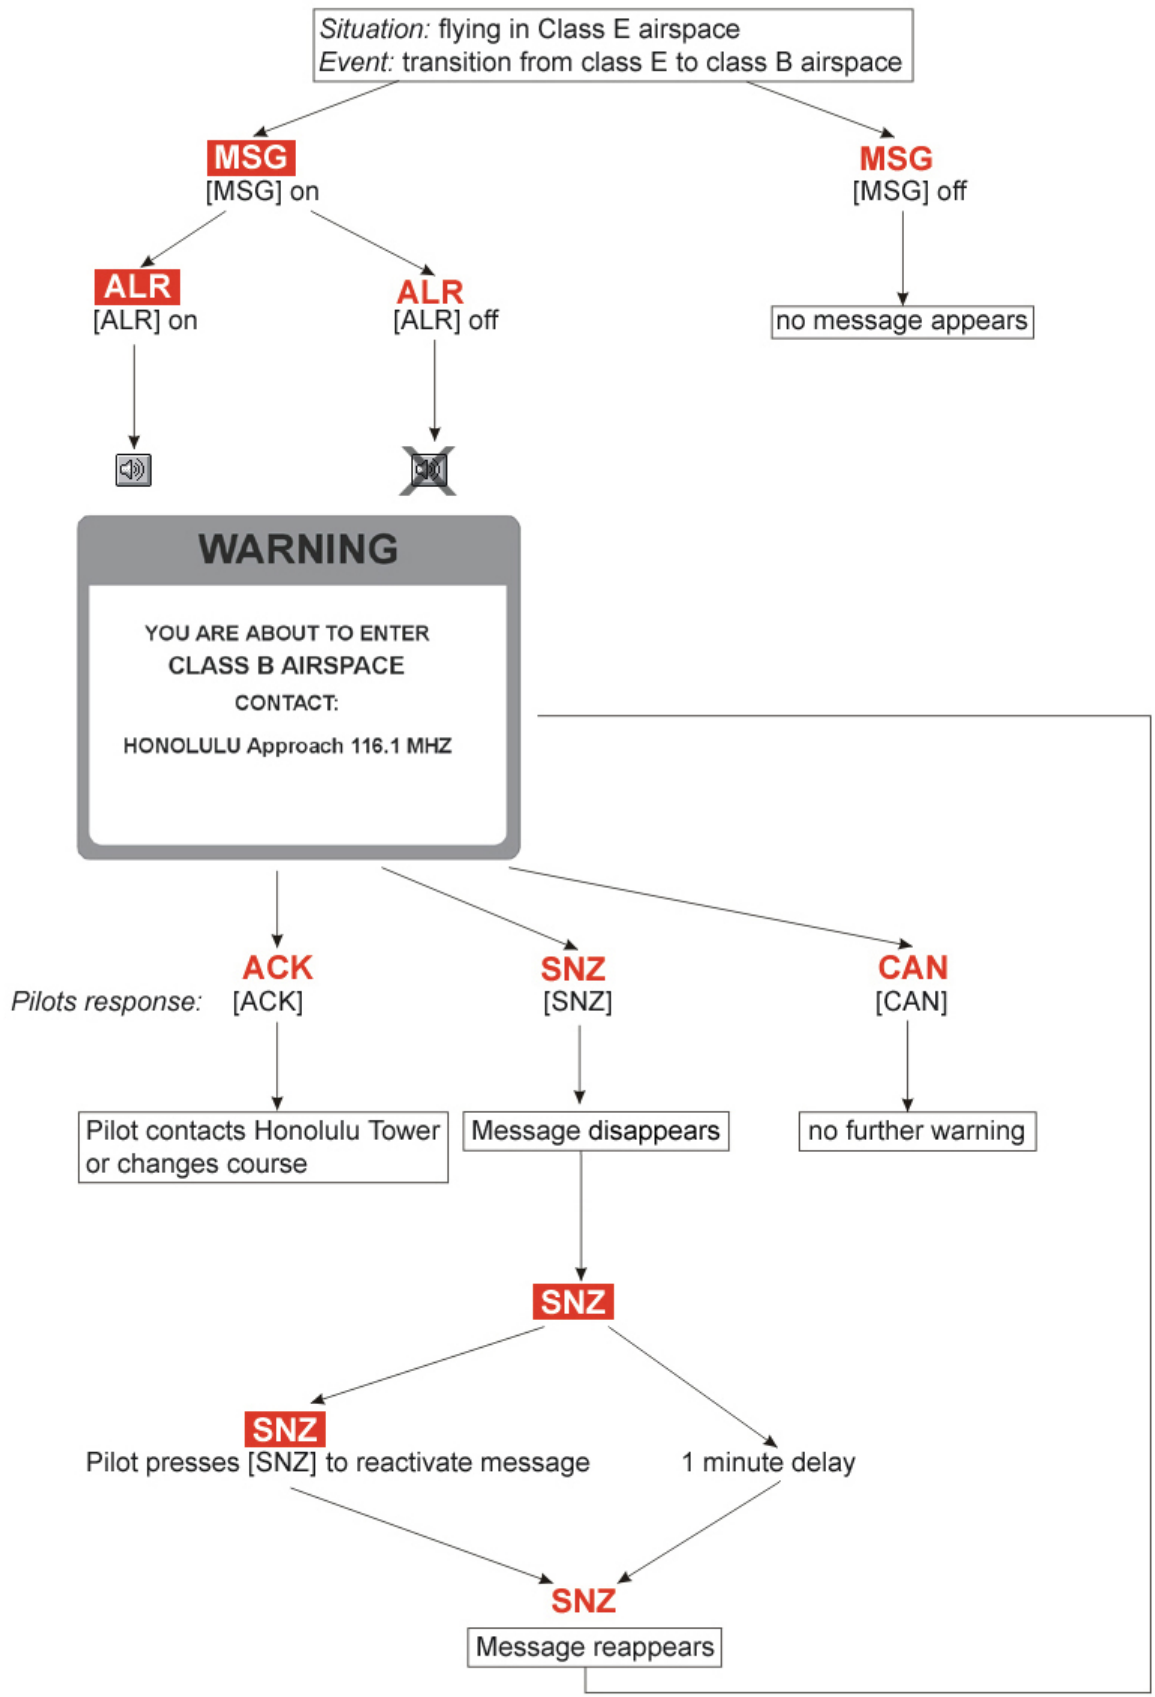 Situation: flying in Class E airspace
Event: transition from class E to class B airspace
MSG
[MSG] on
MSG
[MSG] off
ALR
[ALR] on
ALR
[ALR] off
no message appears
WARNING
YOU ARE ABOUT TO ENTER
CLASS B AIRSPACE
CONTACT:
HONOLULU Approach 116.1 MHZ
ACK
SNZ
CAN
Pilots response: [ACK]
[SNZ]
[CAN]
Pilot contacts Honolulu Tower
or changes course
Message disappears
no further warning
SNZ
SNZ
Pilot presses [SNZ] to reactivate message
1 minute delay
SNZ
Message reappears